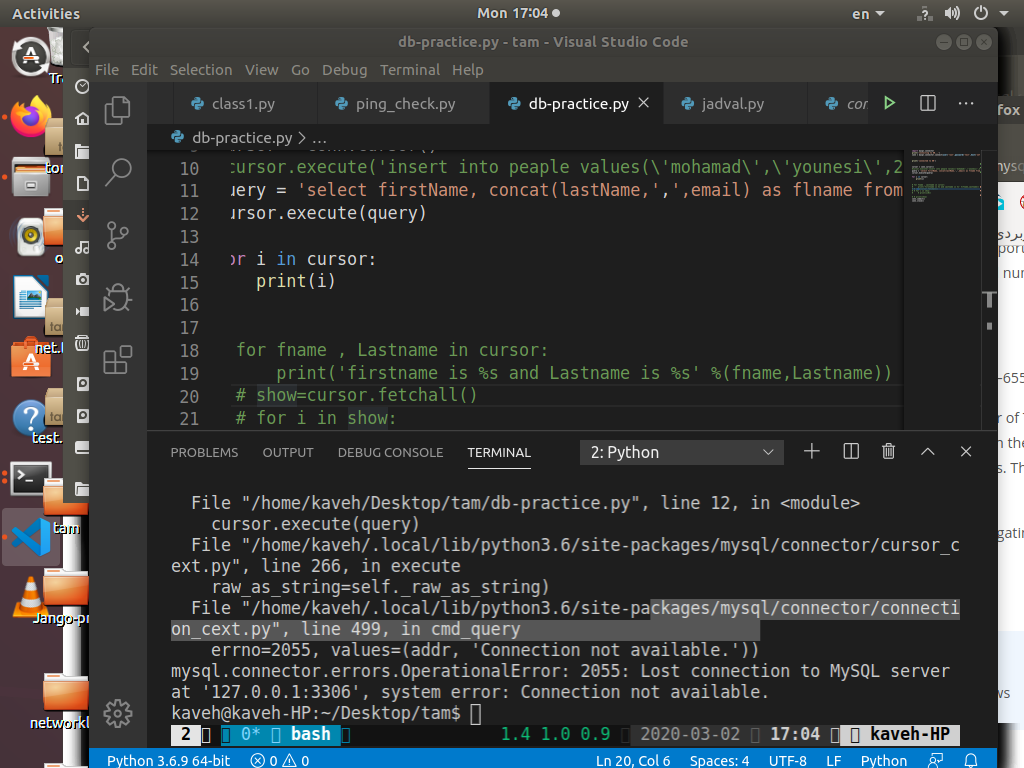 Activities
Mon 17:04
en
db-practice.py - tam - Visual Studio Code
File Edit Selection View Go Debug Terminal Help
class1.py ping_check.py db-practice.py jadval.py
db-practice.py > ...
10 cursor.execute('insert into peaple values(\'mohamad\',\'younesi\',2
11 query = 'select firstName, concat(lastName,',',email) as flname from
12 ursor.execute(query)
13
14 or i in cursor:
15 print(i)
16
17
18 for fname , Lastname in cursor:
19 print('firstname is %s and Lastname is %s' %(fname,Lastname))
20 # show=cursor.fetchall()
21 # for i in show:
PROBLEMS OUTPUT DEBUG CONSOLE TERMINAL 2: Python
File "/home/kaveh/Desktop/tam/db-practice.py", line 12, in <module>
cursor.execute(query)
File "/home/kaveh/.local/lib/python3.6/site-packages/mysql/connector/cursor_c
ext.py", line 266, in execute
raw_as_string=self._raw_as_string)
File "/home/kaveh/.local/lib/python3.6/site-packages/mysql/connector/connecti
on_cext.py", line 499, in cmd_query
errno=2055, values=(addr, 'Connection not available.'))
mysql.connector.errors.OperationalError: 2055: Lost connection to MySQL server
at '127.0.0.1:3306', system error: Connection not available.
kaveh@kaveh-HP:~/Desktop/tam$
2 0* bash 1.4 1.0 0.9 2020-03-02 17:04 kaveh-HP
Python 3.6.9 64-bit 0 0 Ln 20, Col 6 Spaces: 4 UTF-8 LF Python
test.
tam
Jango-pr
networkl